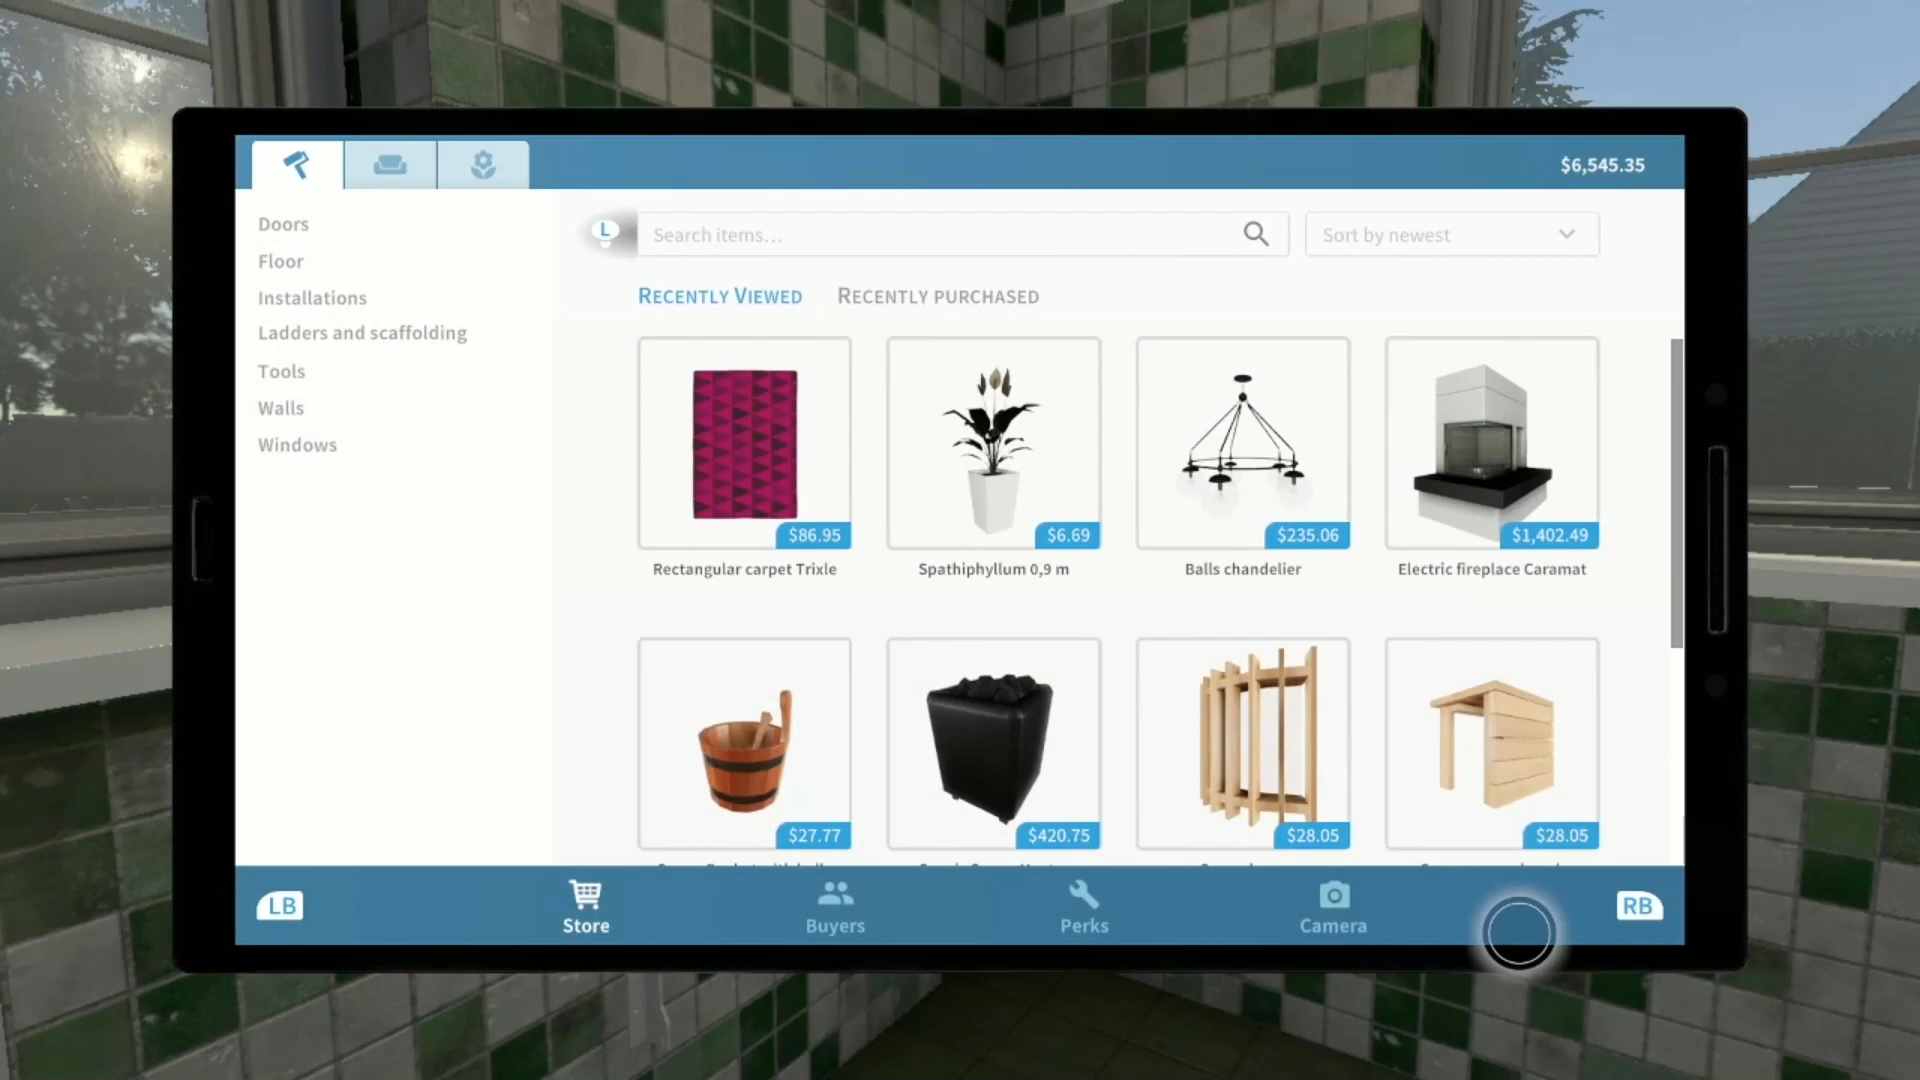 $6,545.35
Doors
Floor
Installations
Ladders and scaffolding
Tools
Walls
Windows
L
Search items...
Sort by newest
RECENTLY VIEWED
RECENTLY PURCHASED
$86.95
$6.69
$235.06
$1,402.49
Rectangular carpet Trixle
Spathiphyllum 0,9 m
Balls chandelier
Electric fireplace Caramat
$27.77
$420.75
$28.05
$28.05
LB
Store
Buyers
Perks
Camera
RB